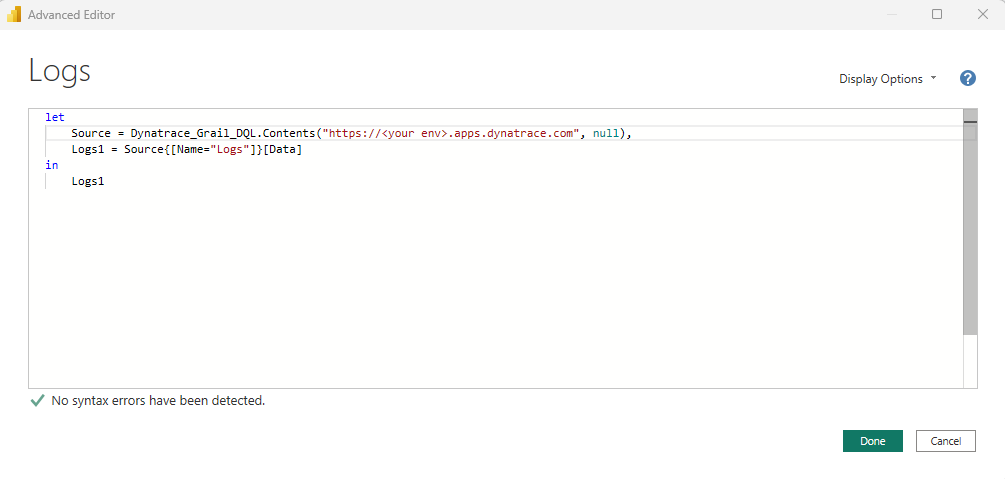 Advanced Editor
Logs
Display Options
?
let
    Source = Dynatrace_Grail_DQL.Contents("https://<your env>.apps.dynatrace.com", null),
    Logs1 = Source{[Name="Logs"]}[Data]
in
    Logs1
No syntax errors have been detected.
Done
Cancel